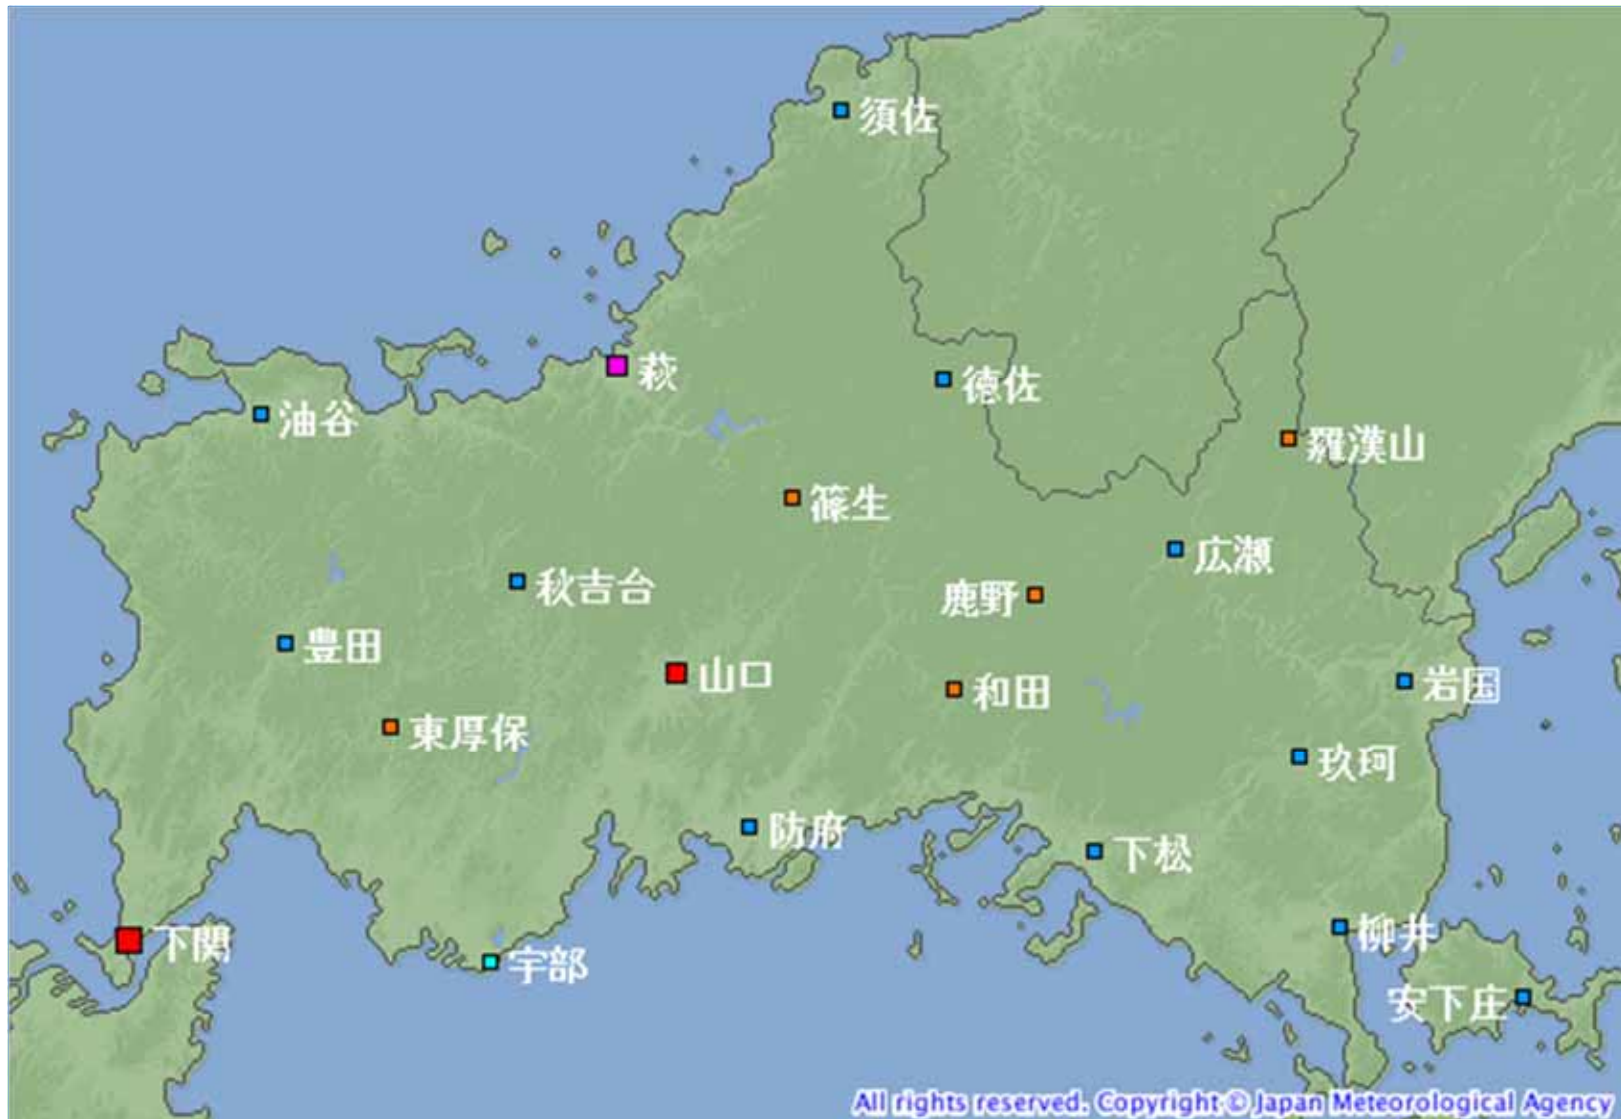 須佐
萩
徳佐
油谷
羅漢山
篠生
広瀬
秋吉台
鹿野
豊田
山口
和田
岩国
東厚保
玖珂
防府
下松
下関
宇部
柳井
安下庄
All rights reserved. Copyright © Japan Meteorological Agency